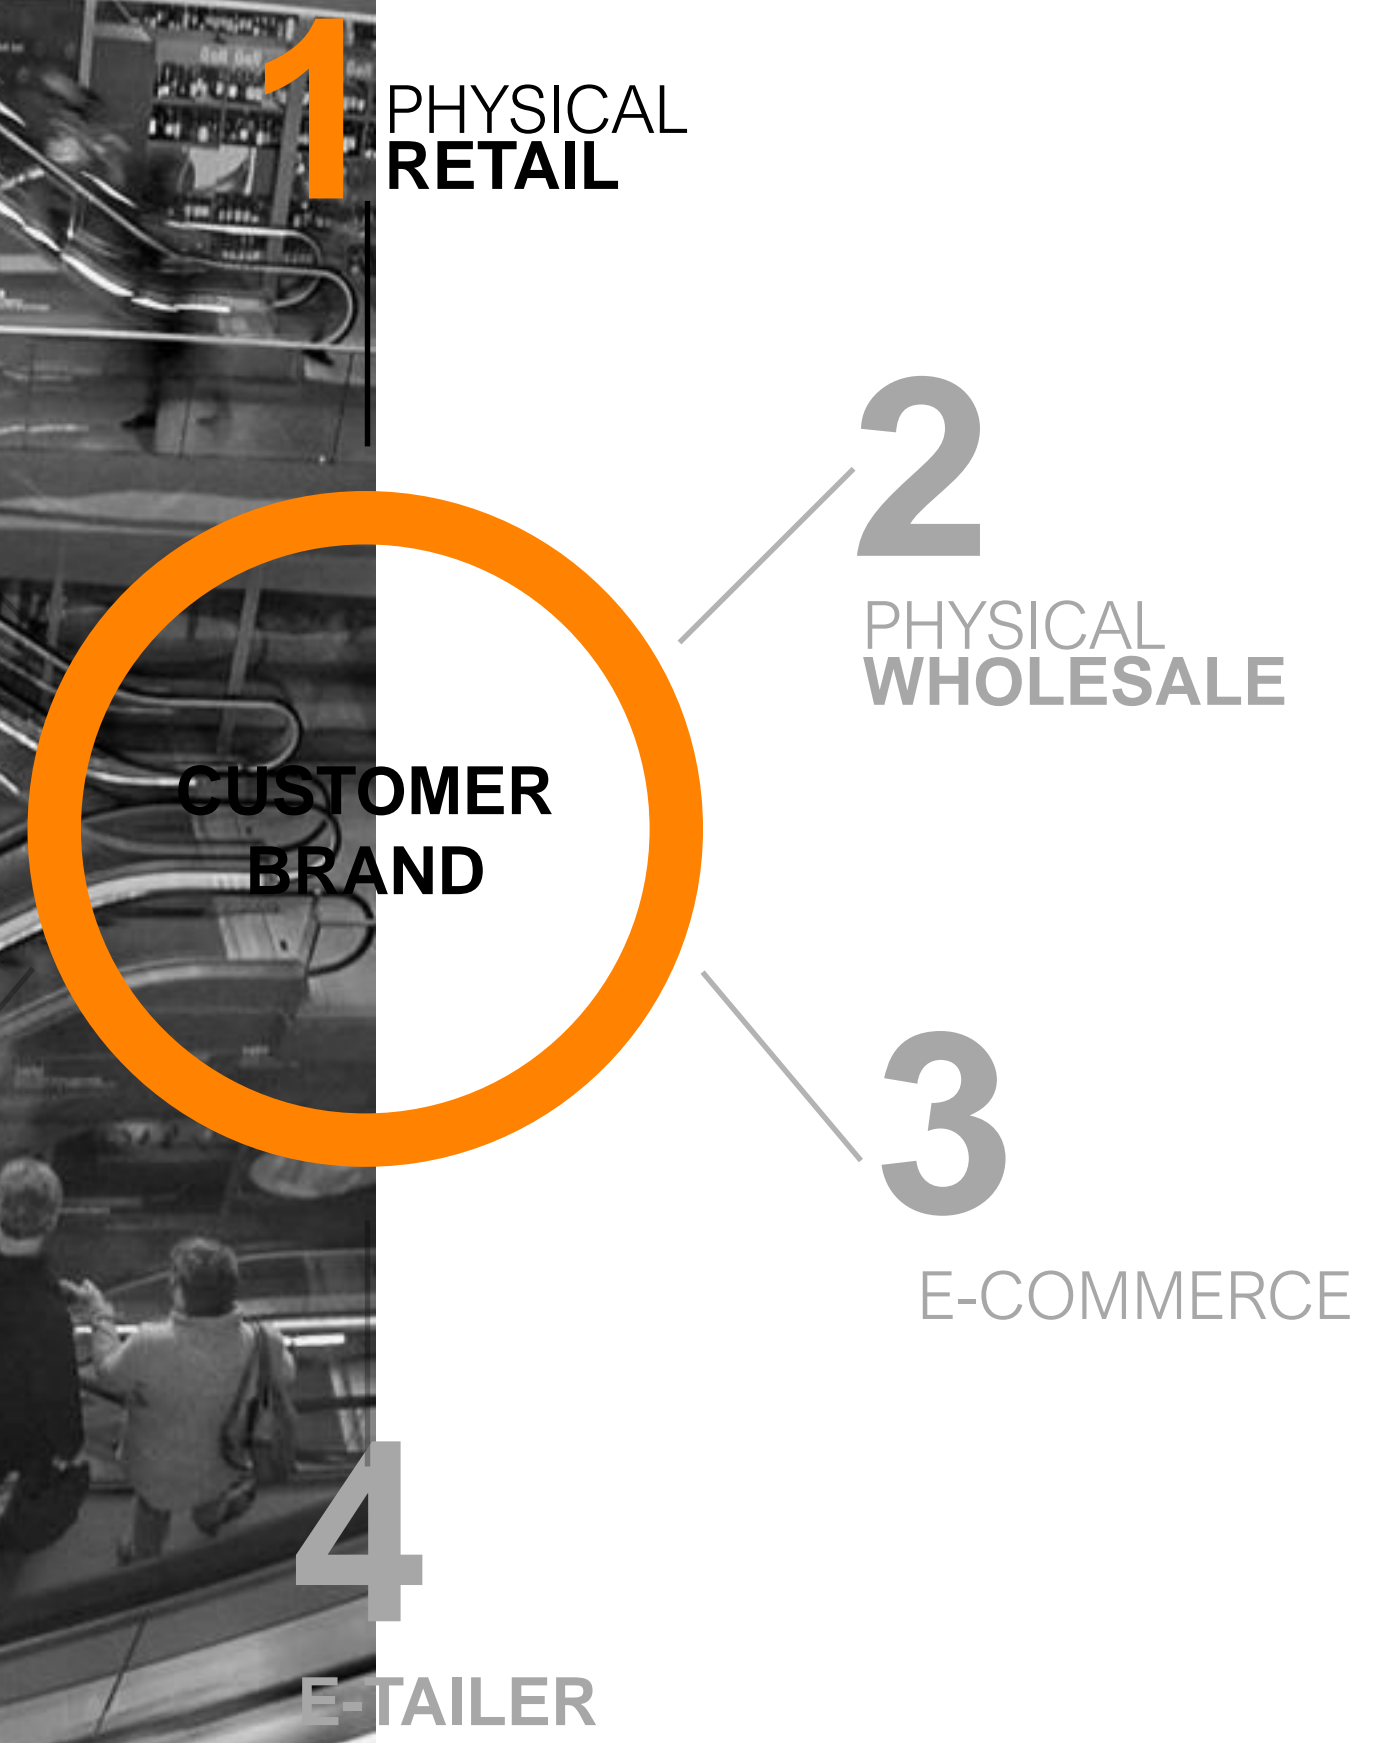 1
PHYSICAL
RETAIL
2
PHYSICAL
WHOLESALE
CUSTOMER
BRAND
3
E-COMMERCE
4
E-TAILER